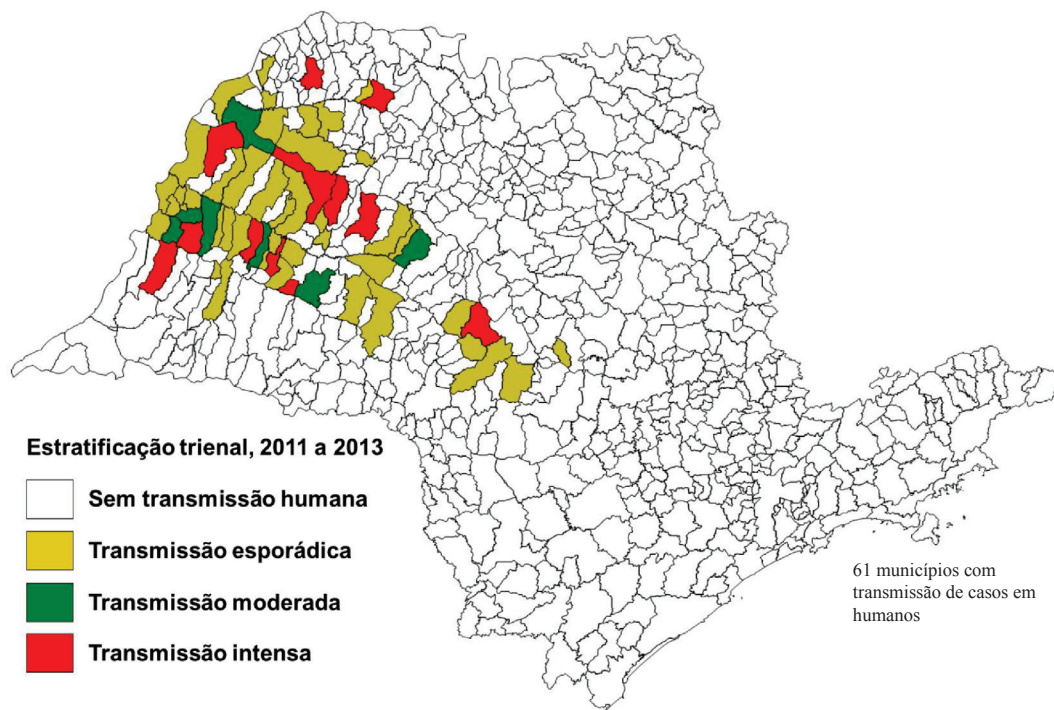 Estratificação trienal, 2011 a 2013
Sem transmissão humana
Transmissão esporádica
Transmissão moderada
Transmissão intensa
61 municípios com
transmissão de casos em
humanos